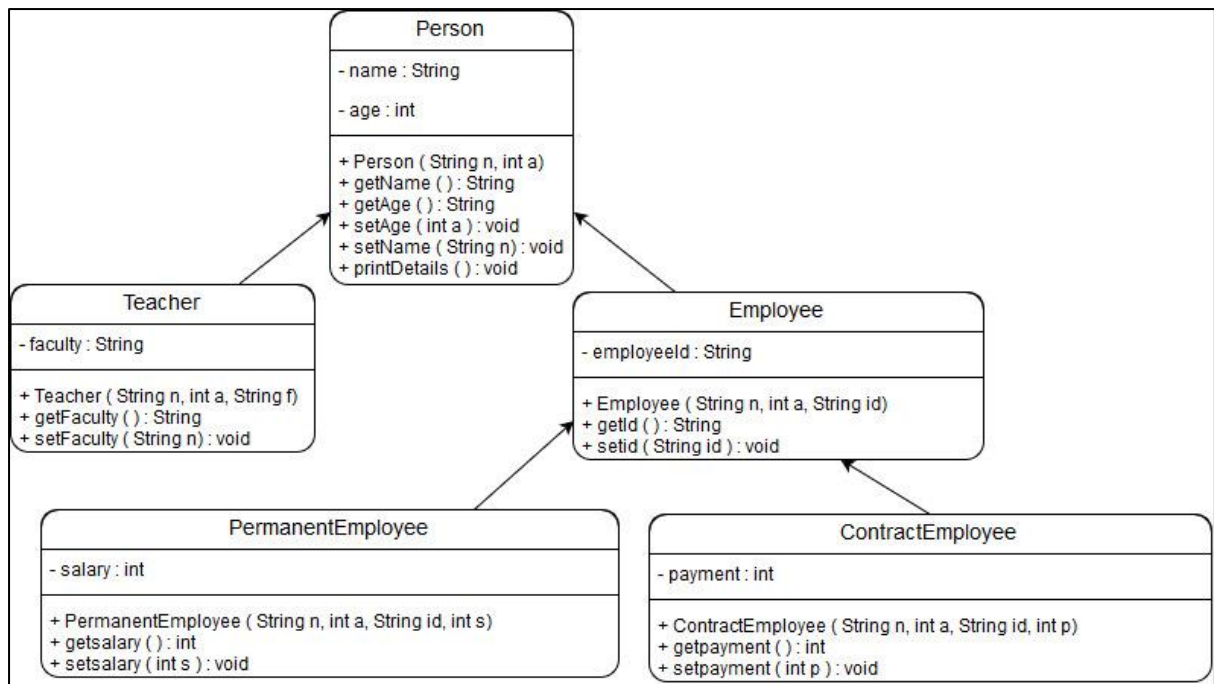 Person
- name : String
- age : int
+ Person ( String n, int a)
+ getName ( ) : String
+ getAge ( ) : String
+ setAge ( int a ) : void
+ setName ( String n) : void
+ printDetails ( ) : void
Teacher
- faculty : String
+ Teacher ( String n, int a, String f)
+ getFaculty ( ) : String
+ setFaculty ( String n) : void
Employee
- employeeId : String
+ Employee ( String n, int a, String id)
+ getId ( ) : String
+ setid ( String id ) : void
PermanentEmployee
- salary : int
+ PermanentEmployee ( String n, int a, String id, int s)
+ getsalary ( ) : int
+ setsalary ( int s ) : void
ContractEmployee
- payment : int
+ ContractEmployee ( String n, int a, String id, int p)
+ getpayment ( ) : int
+ setpayment ( int p ) : void